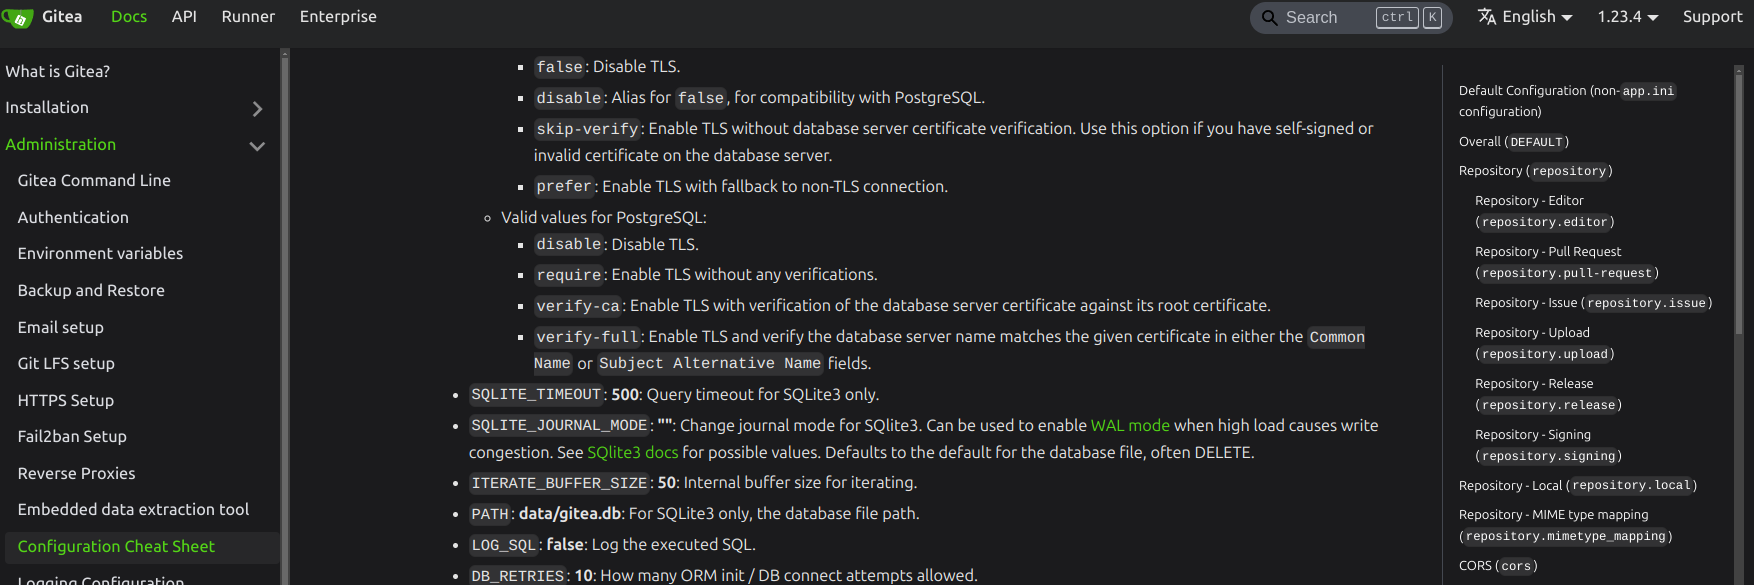 Gitea Docs API Runner Enterprise Search ctrl K English 1.23.4 Support
What is Gitea?
Installation
Administration
Gitea Command Line
Authentication
Environment variables
Backup and Restore
Email setup
Git LFS setup
HTTPS Setup
Fail2ban Setup
Reverse Proxies
Embedded data extraction tool
Configuration Cheat Sheet
Logging Configuration
false: Disable TLS.
disable: Alias for false, for compatibility with PostgreSQL.
skip-verify: Enable TLS without database server certificate verification. Use this option if you have self-signed or
invalid certificate on the database server.
prefer: Enable TLS with fallback to non-TLS connection.
Valid values for PostgreSQL:
disable: Disable TLS.
require: Enable TLS without any verifications.
verify-ca: Enable TLS with verification of the database server certificate against its root certificate.
verify-full: Enable TLS and verify the database server name matches the given certificate in either the Common
Name or Subject Alternative Name fields.
SQLITE_TIMEOUT: 500: Query timeout for SQLite3 only.
SQLITE_JOURNAL_MODE: "": Change journal mode for SQlite3. Can be used to enable WAL mode when high load causes write
congestion. See SQlite3 docs for possible values. Defaults to the default for the database file, often DELETE.
ITERATE_BUFFER_SIZE: 50: Internal buffer size for iterating.
PATH: data/gitea.db: For SQLite3 only, the database file path.
LOG_SQL: false: Log the executed SQL.
DB_RETRIES: 10: How many ORM init / DB connect attempts allowed.
Default Configuration (non-app.ini
configuration)
Overall (DEFAULT)
Repository (repository)
Repository - Editor
(repository.editor)
Repository - Pull Request
(repository.pull-request)
Repository - Issue (repository.issue)
Repository - Upload
(repository.upload)
Repository - Release
(repository.release)
Repository - Signing
(repository.signing)
Repository - Local (repository.local)
Repository - MIME type mapping
(repository.mimetype_mapping)
CORS (cors)